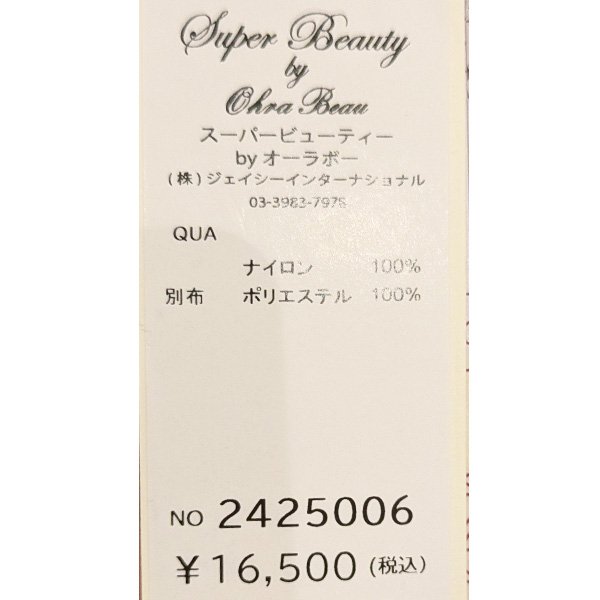 Super Beauty
by
Ohra Beau
スーパービューティー
by オーラボー
(株)ジェイシーインターナショナル
03-3983-7978
QUA
ナイロン 100%
別布 ポリエステル 100%
NO 2425006
¥16,500(税込)